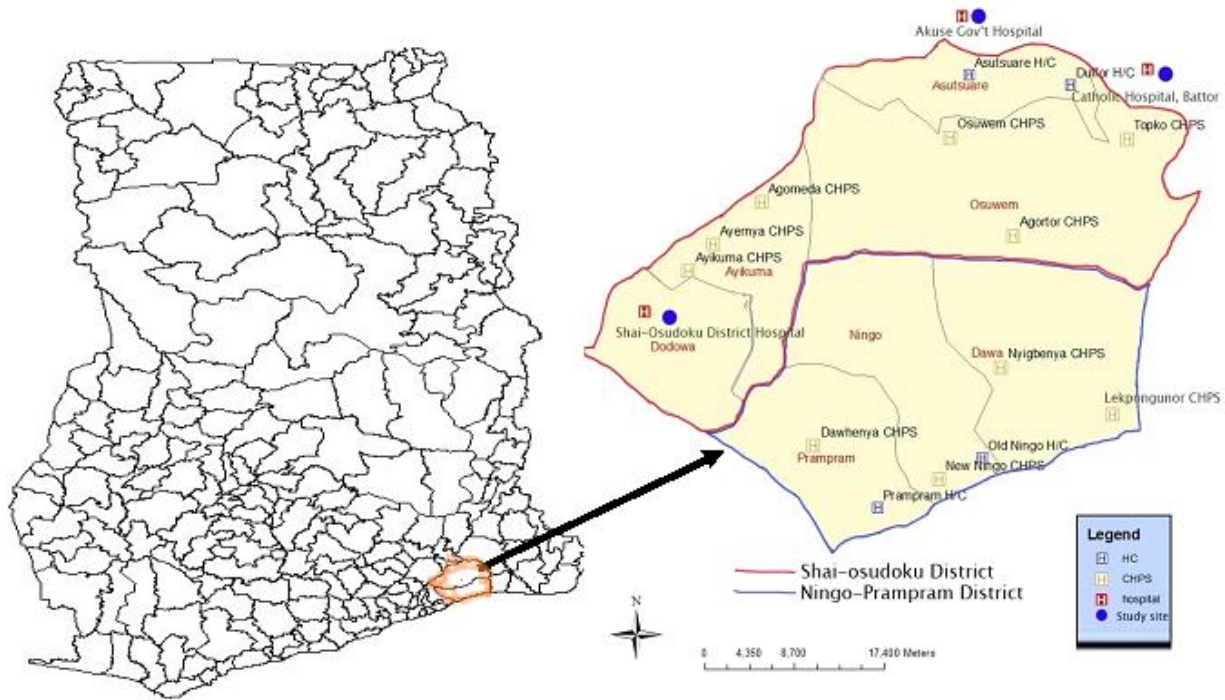 Akuse Gov't Hospital
Asutsuare H/C
Asutsuare
Duffor H/C
Catholic Hospital, Battor
Osuwem CHPS
Topko CHPS
Agomeda CHPS
Osuwem
Agortor CHPS
Ayemya CHPS
Ayikuma CHPS
Ayikuma
Shai-Osudoku District Hospital
Dodowa
Ningo
Dawa
Nyigbenya CHPS
Lekpongunor CHPS
Dawhenya CHPS
Prampram
Old Ningo H/C
New Ningo CHPS
Prampram H/C
Shai-osudoku District
Ningo-Prampram District
N
0 4,350 8,700 17,400 Meters
Legend
HC
CHPS
hospital
Study site